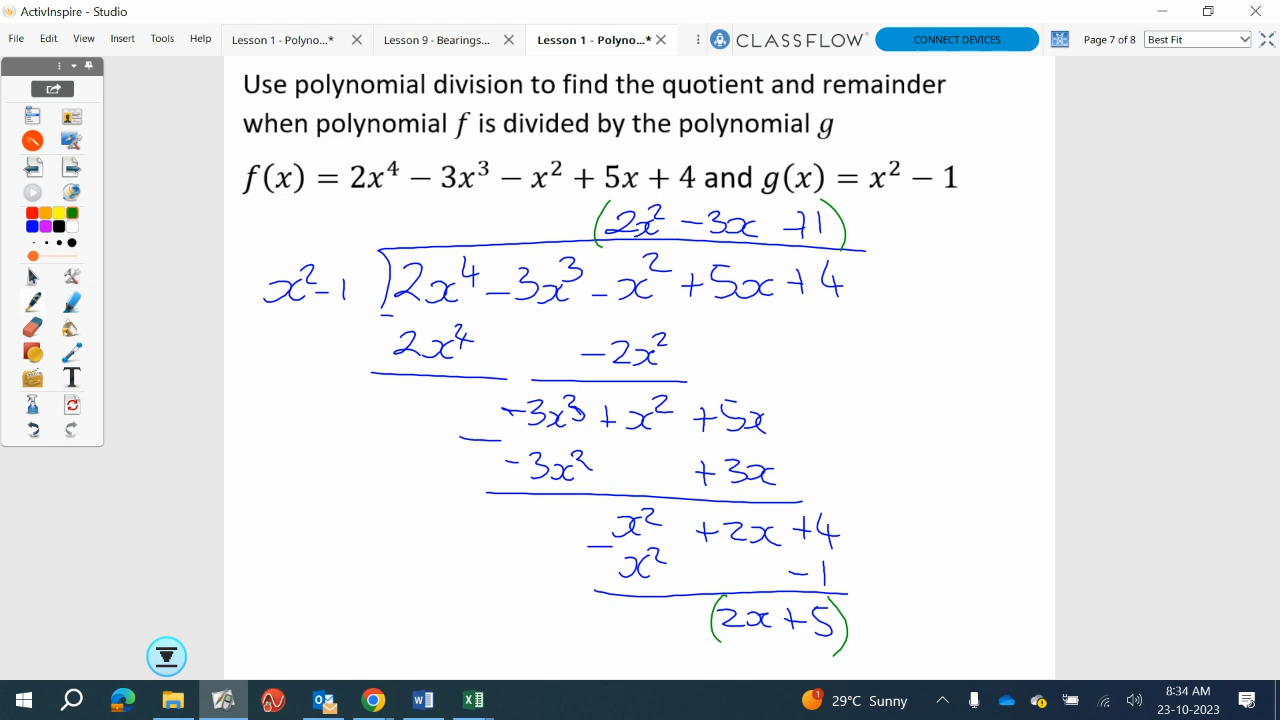 ActivInspire - Studio
File Edit View Insert Tools Help Lesson 1 - Polyno...* Lesson 9 - Bearings... Lesson 1 - Polyno...* CLASSFLOW CONNECT DEVICES Page 7 of 8 Best Fit
Use polynomial division to find the quotient and remainder
when polynomial f is divided by the polynomial g
f(x) = 2x⁴ − 3x³ − x² + 5x + 4 and g(x) = x² − 1
(2x² −3x +1)
x²−1 )2x⁴ −3x³ −x² +5x +4
− 2x⁴ −2x²
−3x³ + x² +5x
− −3x² +3x
x² +2x +4
− x² −1
(2x +5)
T
1 29°C Sunny 8:34 AM
23-10-2023